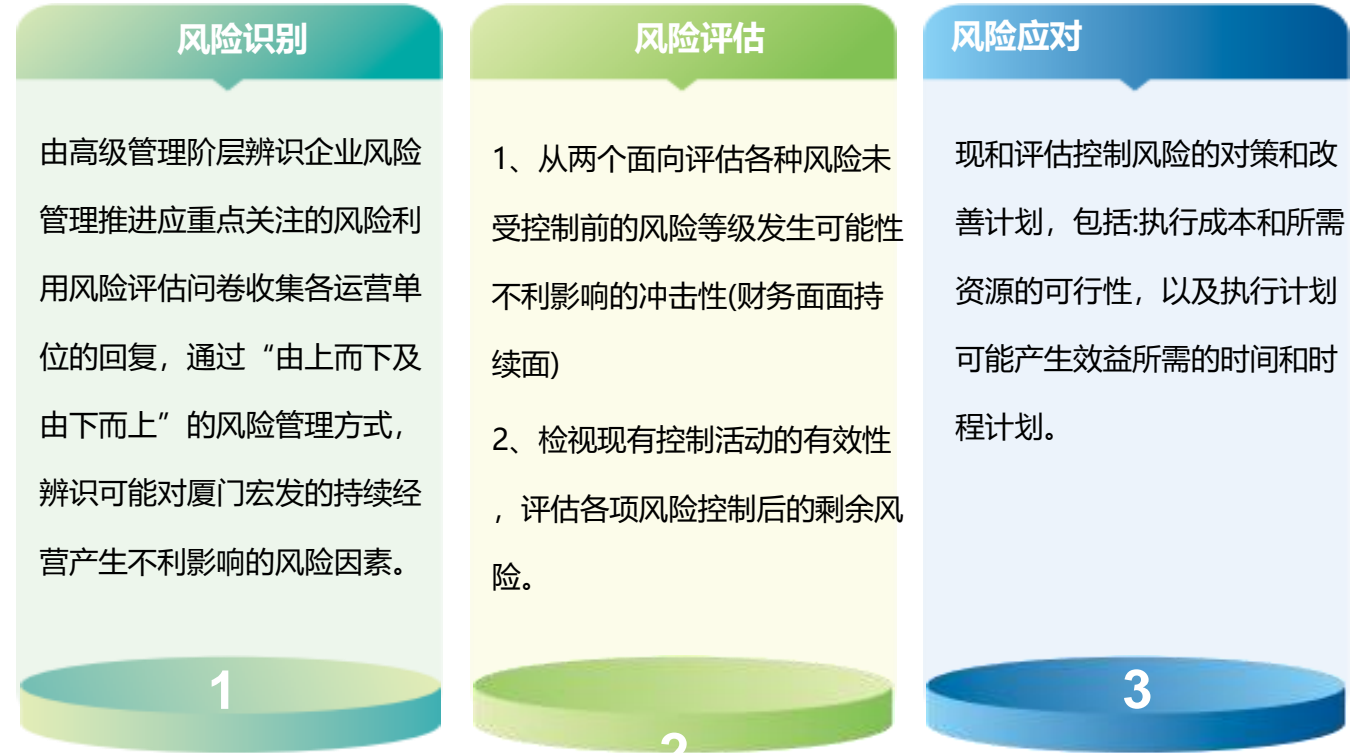 风险识别
由高级管理阶层辨识企业风险
管理推进应重点关注的风险利
用风险评估问卷收集各运营单
位的回复，通过“由上而下及
由下而上”的风险管理方式，
辨识可能对厦门宏发的持续经
营产生不利影响的风险因素。
1
风险评估
1、从两个面向评估各种风险未
受控制前的风险等级发生可能性
不利影响的冲击性(财务面面持
续面)
2、检视现有控制活动的有效性
，评估各项风险控制后的剩余风
险。
2
风险应对
现和评估控制风险的对策和改
善计划，包括:执行成本和所需
资源的可行性，以及执行计划
可能产生效益所需的时间和时
程计划。
3